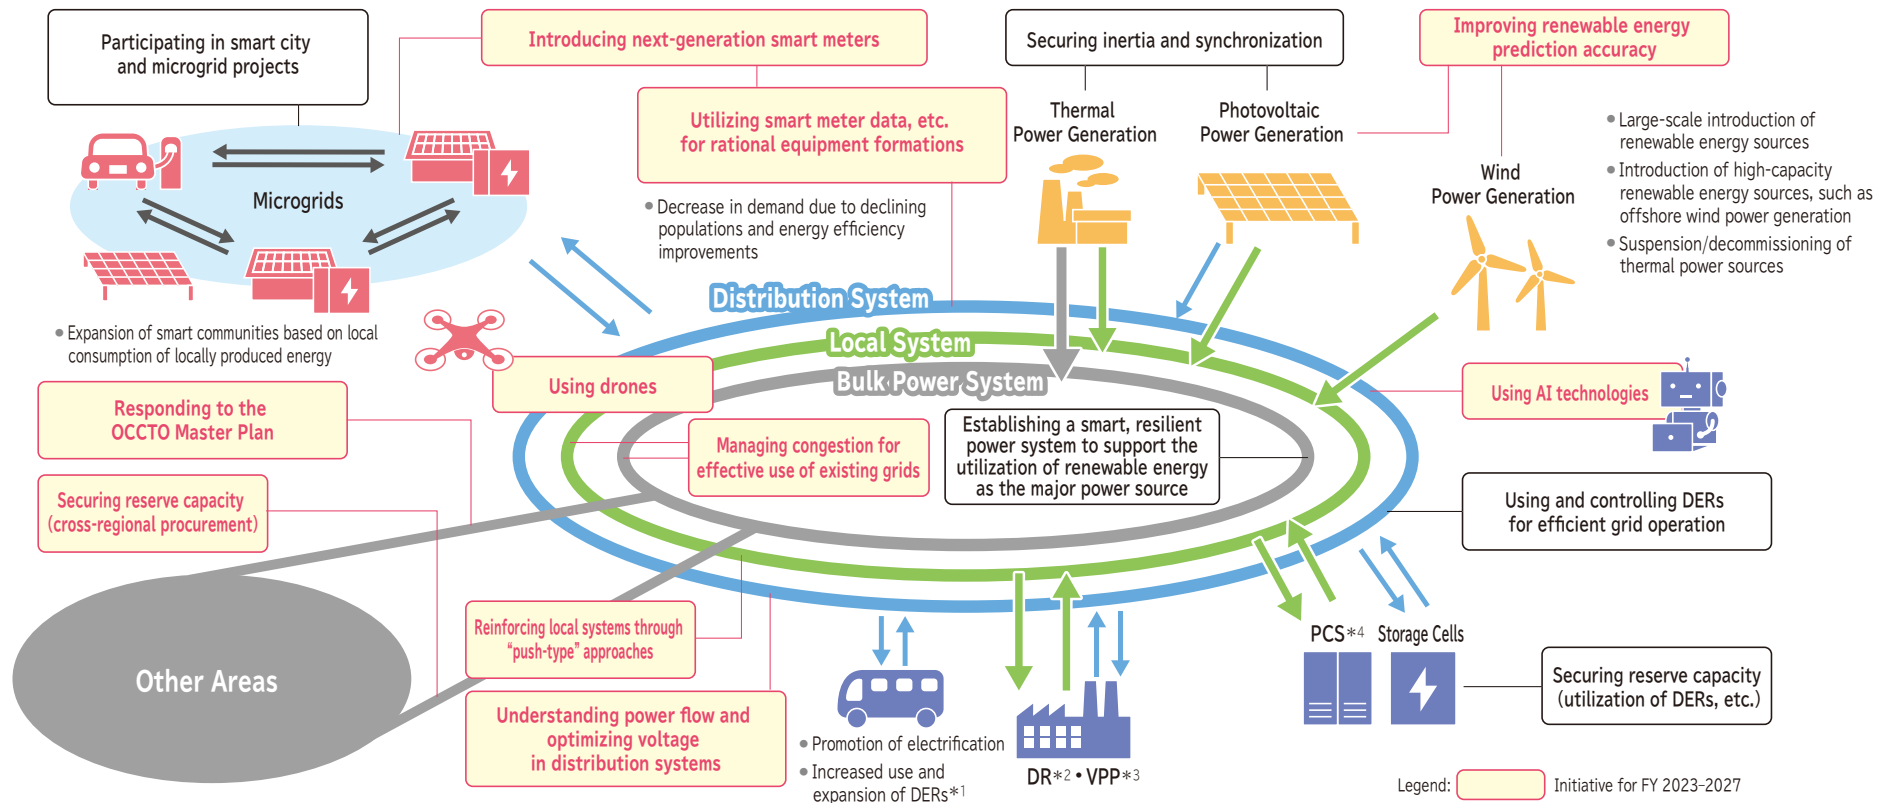 Participating in smart city
and microgrid projects
Introducing next-generation smart meters
Securing inertia and synchronization
Improving renewable energy
prediction accuracy
Utilizing smart meter data, etc.
for rational equipment formations
Thermal
Power Generation
Photovoltaic
Power Generation
Wind
Power Generation
• Large-scale introduction of
renewable energy sources
• Introduction of high-capacity
renewable energy sources, such as
offshore wind power generation
• Suspension/decommissioning of
thermal power sources
Microgrids
• Decrease in demand due to declining
populations and energy efficiency
improvements
• Expansion of smart communities based on local
consumption of locally produced energy
Distribution System
Local System
Bulk Power System
Using drones
Using AI technologies
Responding to the
OCCTO Master Plan
Managing congestion for
effective use of existing grids
Establishing a smart, resilient
power system to support the
utilization of renewable energy
as the major power source
Securing reserve capacity
(cross-regional procurement)
Using and controlling DERs
for efficient grid operation
Other Areas
Reinforcing local systems through
“push-type” approaches
Understanding power flow and
optimizing voltage
in distribution systems
PCS*4
Storage Cells
Securing reserve capacity
(utilization of DERs, etc.)
• Promotion of electrification
• Increased use and
expansion of DERs*1
DR*2 • VPP*3
Legend:
Initiative for FY 2023-2027